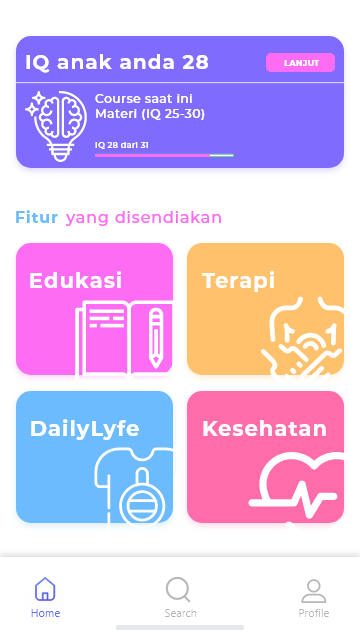 IQ anak anda 28
LANJUT
Course saat ini
Materi (IQ 25-30)
IQ 28 dari 31
Fitur yang disendiakan
Edukasi
Terapi
DailyLyfe
Kesehatan
Home
Search
Profile